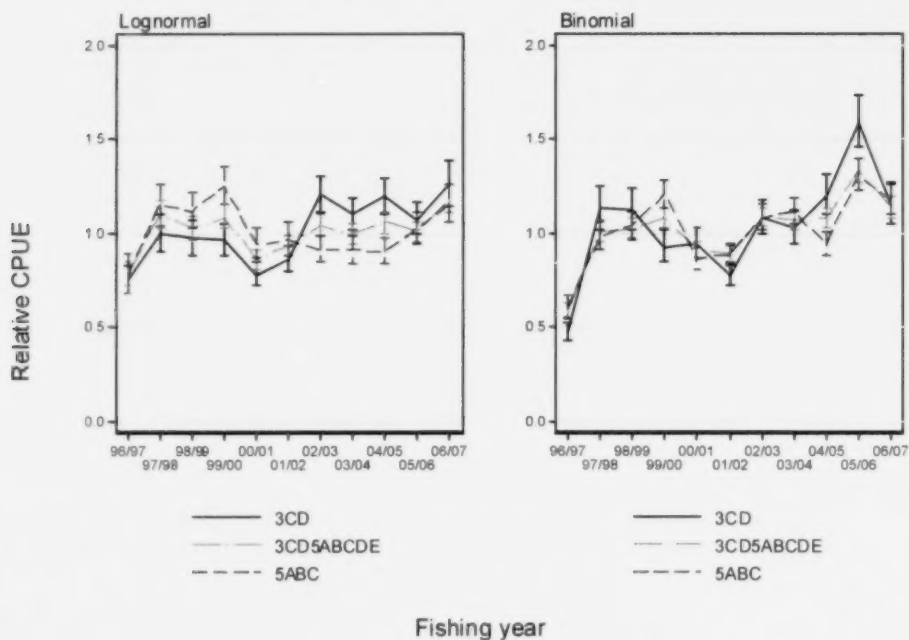 Lognormal
Binomial
Relative CPUE
2.0
1.5
1.0
0.5
0.0
2.0
1.5
1.0
0.5
0.0
96/97 98/99 00/01 02/03 04/05 06/07
97/98 99/00 01/02 03/04 05/06
96/97 98/99 00/01 02/03 04/05 06/07
97/98 99/00 01/02 03/04 05/06
3CD
3CD5ABCDE
5ABC
3CD
3CD5ABCDE
5ABC
Fishing year